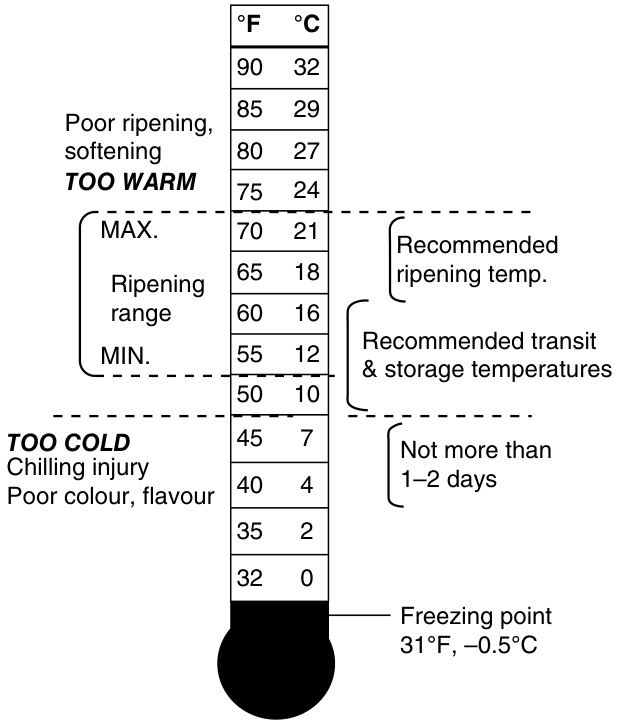 °F °C
90 32
85 29
80 27
75 24
70 21
65 18
60 16
55 12
50 10
45 7
40 4
35 2
32 0
Poor ripening,
softening
TOO WARM
MAX.
Ripening
range
MIN.
TOO COLD
Chilling injury
Poor colour, flavour
Recommended
ripening temp.
Recommended transit
& storage temperatures
Not more than
1–2 days
Freezing point
31°F, –0.5°C